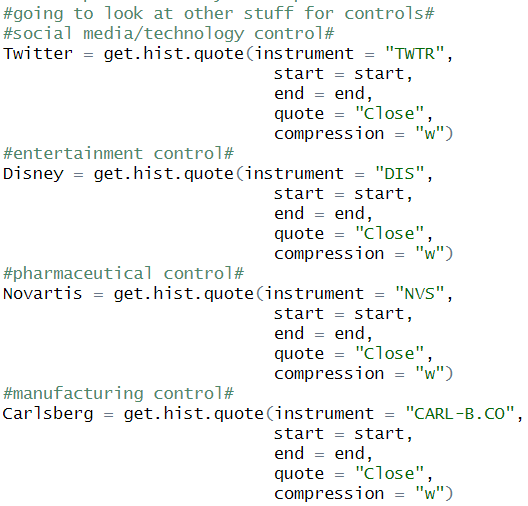 #going to look at other stuff for controls#
#social media/technology control#
Twitter = get.hist.quote(instrument = "TWTR",
start = start,
end = end,
quote = "Close",
compression = "w")
#entertainment control#
Disney = get.hist.quote(instrument = "DIS",
start = start,
end = end,
quote = "Close",
compression = "w")
#pharmaceutical control#
Novartis = get.hist.quote(instrument = "NVS",
start = start,
end = end,
quote = "Close",
compression = "w")
#manufacturing control#
Carlsberg = get.hist.quote(instrument = "CARL-B.CO",
start = start,
end = end,
quote = "Close",
compression = "w")